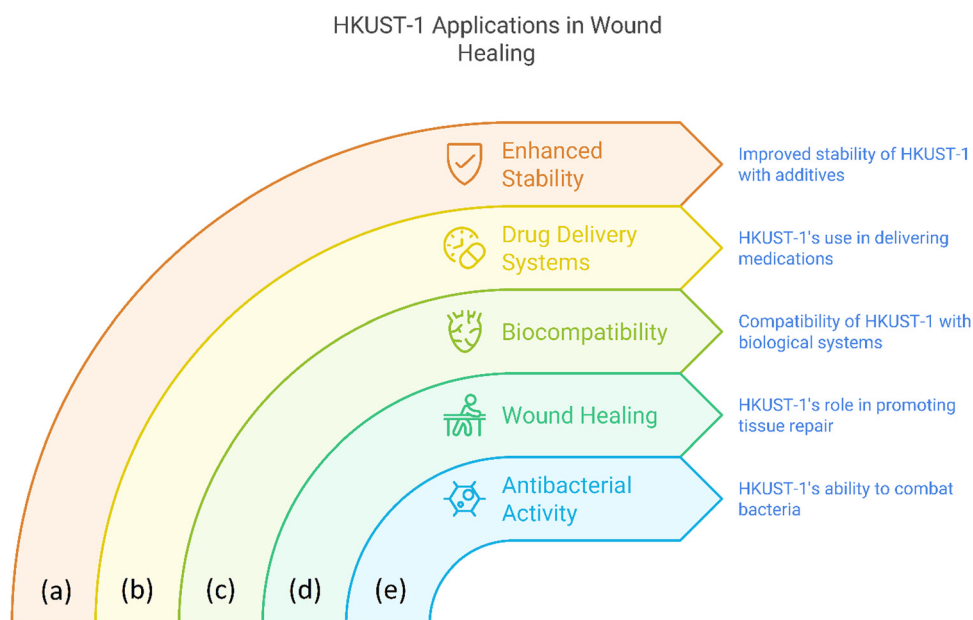 HKUST-1 Applications in Wound
Healing
Enhanced
Stability
Improved stability of HKUST-1
with additives
Drug Delivery
Systems
HKUST-1's use in delivering
medications
Biocompatibility
Compatibility of HKUST-1 with
biological systems
Wound Healing
HKUST-1's role in promoting
tissue repair
Antibacterial
Activity
HKUST-1's ability to combat
bacteria
(a)
(b)
(c)
(d)
(e)